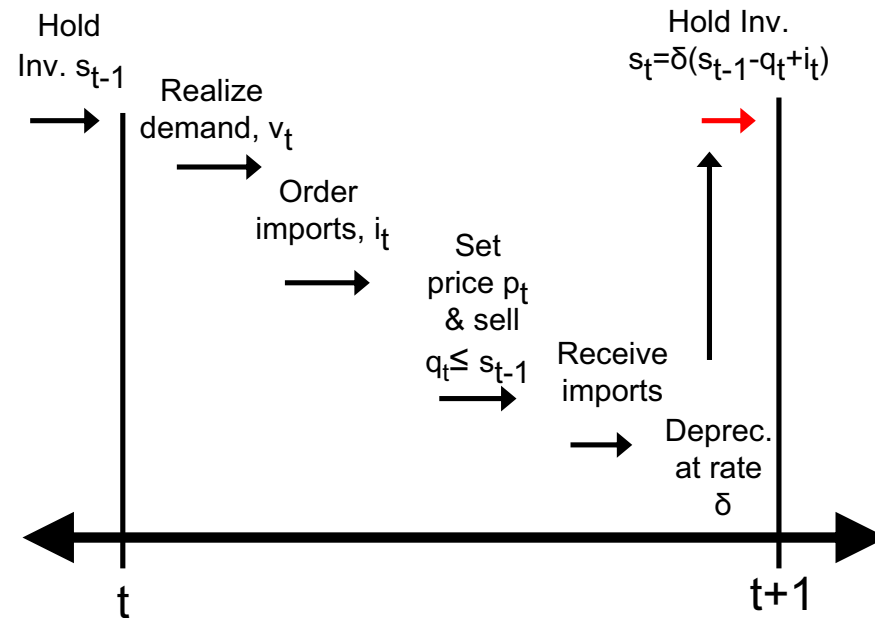 Hold
Inv. s_{t-1}
Realize
demand, v_t
Order
imports, i_t
Set
price p_t
& sell
q_t≤ s_{t-1}
Receive
imports
Deprec.
at rate
δ
Hold Inv.
s_t=δ(s_{t-1}-q_t+i_t)
t
t+1